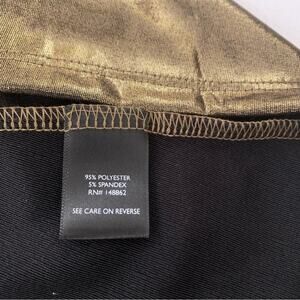 95% POLYESTER
5% SPANDEX
RN# 148862
SEE CARE ON REVERSE